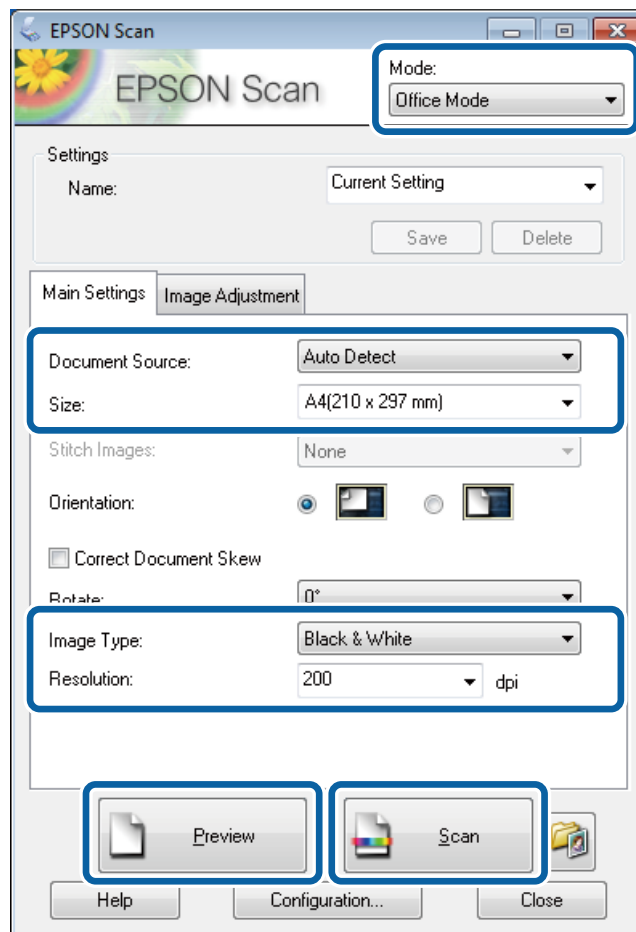 EPSON Scan
EPSON Scan
Mode:
Office Mode
Settings
Name: Current Setting
Save Delete
Main Settings Image Adjustment
Document Source: Auto Detect
Size: A4(210 x 297 mm)
Stitch Images: None
Orientation:
Correct Document Skew
Rotate: 0°
Image Type: Black & White
Resolution: 200 dpi
Preview Scan
Help Configuration... Close